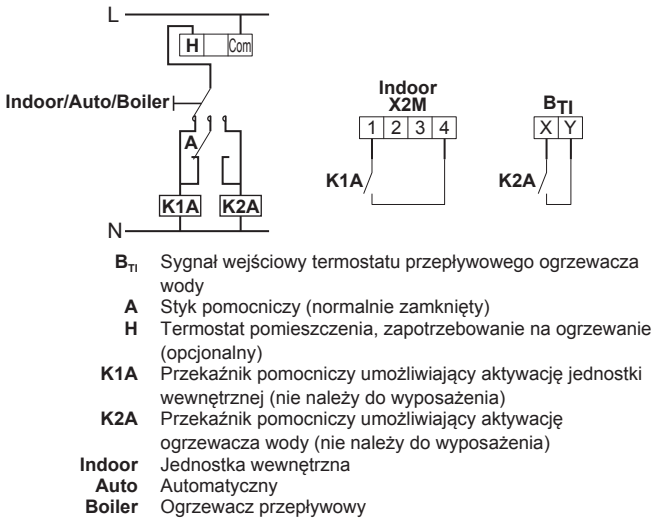 L
H Com
Indoor/Auto/Boiler
A
K1A K2A
N
Indoor
X2M
1 2 3 4
K1A
BTI
X Y
K2A
BTI Sygnał wejściowy termostatu przepływowego ogrzewacza
wody
A Styk pomocniczy (normalnie zamknięty)
H Termostat pomieszczenia, zapotrzebowanie na ogrzewanie
(opcjonalny)
K1A Przekaźnik pomocniczy umożliwiający aktywację jednostki
wewnętrznej (nie należy do wyposażenia)
K2A Przekaźnik pomocniczy umożliwiający aktywację
ogrzewacza wody (nie należy do wyposażenia)
Indoor Jednostka wewnętrzna
Auto Automatyczny
Boiler Ogrzewacz przepływowy